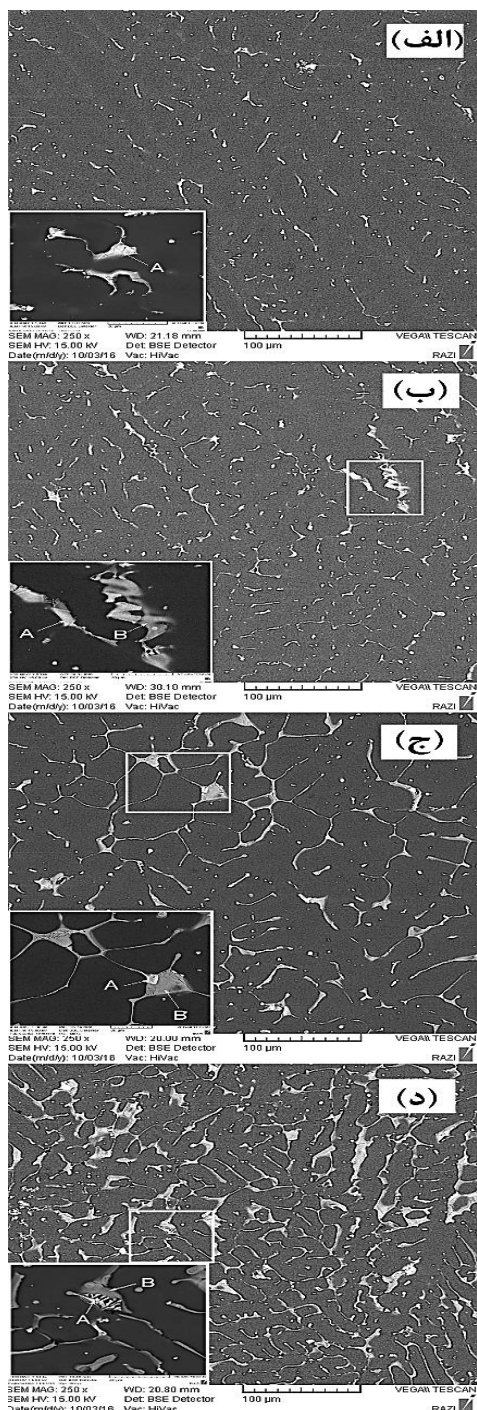 (الف)
A
SEM MAG: 250 x WD: 21.18 mm VEGA\\ TESCAN
SEM HV: 15.00 kV Det: BSE Detector 100 µm
Date(m/d/y): 10/03/16 Vac: HiVac RAZI
(ب)
A B
SEM MAG: 250 x WD: 30.10 mm VEGA\\ TESCAN
SEM HV: 15.00 kV Det: BSE Detector 100 µm
Date(m/d/y): 10/03/16 Vac: HiVac RAZI
(ج)
A
B
SEM MAG: 250 x WD: 20.00 mm VEGA\\ TESCAN
SEM HV: 15.00 kV Det: BSE Detector 100 µm
Date(m/d/y): 10/03/16 Vac: HiVac RAZI
(د)
B
A
SEM MAG: 250 x WD: 20.80 mm VEGA\\ TESCAN
SEM HV: 15.00 kV Det: BSE Detector 100 µm
Date(m/d/y): 10/03/16 Vac: HiVac RAZI